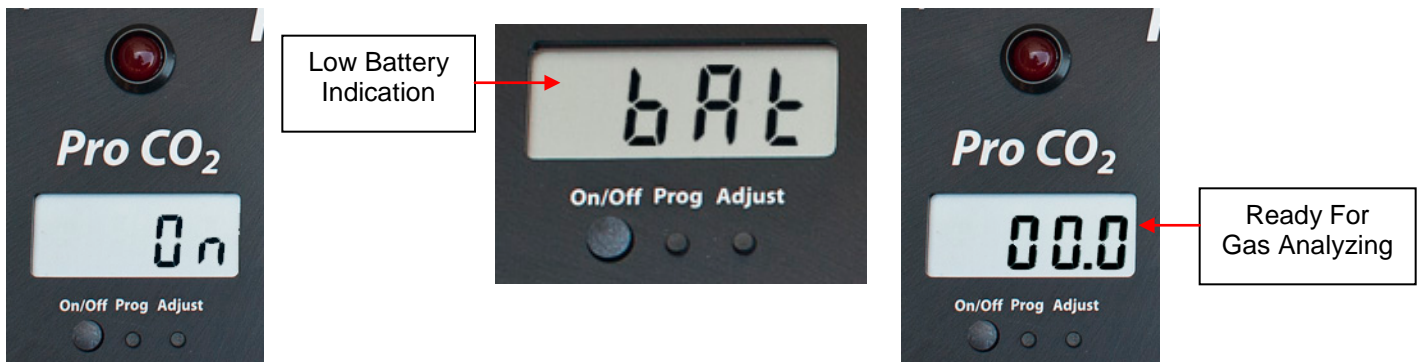 Pro CO₂
On
On/Off Prog Adjust
Low Battery
Indication
bAt
On/Off Prog Adjust
Pro CO₂
00.0
On/Off Prog Adjust
Ready For
Gas Analyzing